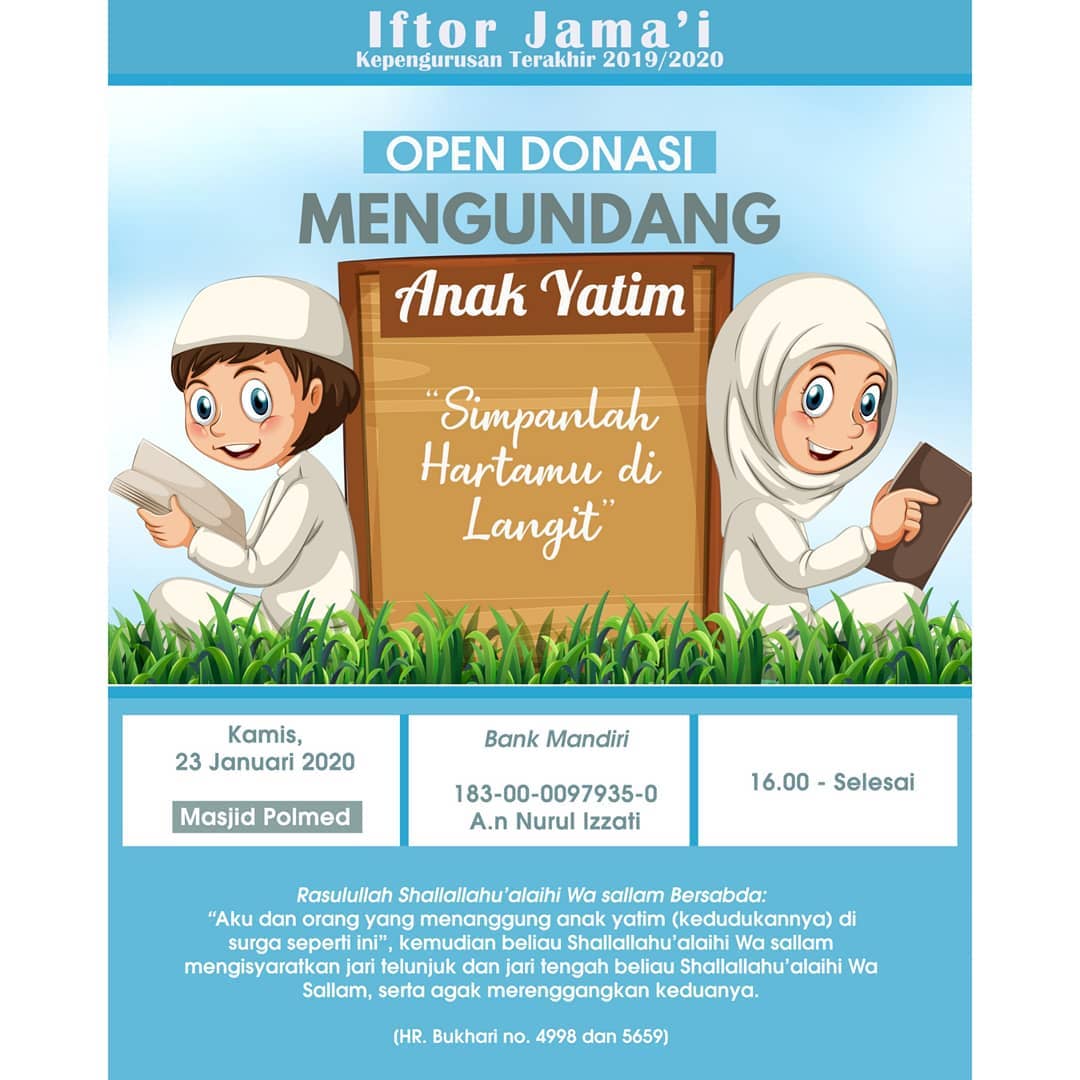 Iftor Jama’i
Kepengurusan Terakhir 2019/2020
OPEN DONASI
MENGUNDANG
Anak Yatim
“Simpanlah
Hartamu di
Langit”
Kamis,
23 Januari 2020
Masjid Polmed
Bank Mandiri
183-00-0097935-0
A.n Nurul Izzati
16.00 - Selesai
Rasulullah Shallallahu’alaihi Wa sallam Bersabda:
“Aku dan orang yang menanggung anak yatim (kedudukannya) di
surga seperti ini”, kemudian beliau Shallallahu’alaihi Wa sallam
mengisyaratkan jari telunjuk dan jari tengah beliau Shallallahu’alaihi Wa
Sallam, serta agak merenggangkan keduanya.
(HR. Bukhari no. 4998 dan 5659)